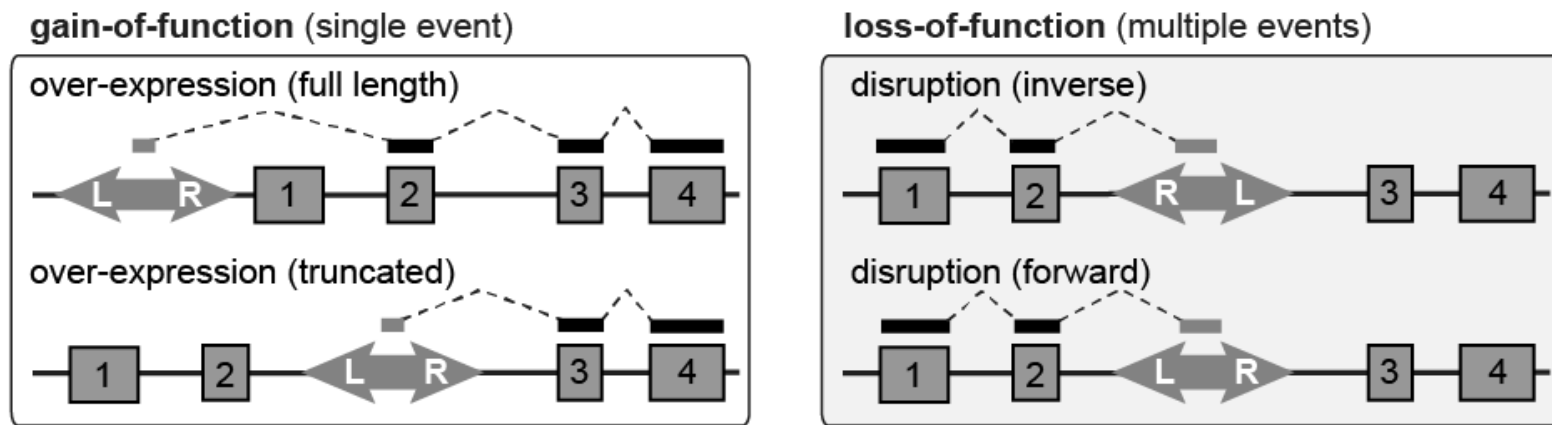 gain-of-function (single event)
over-expression (full length)
L R 1 2 3 4
over-expression (truncated)
1 2 L R 3 4
loss-of-function (multiple events)
disruption (inverse)
1 2 R L 3 4
disruption (forward)
1 2 L R 3 4